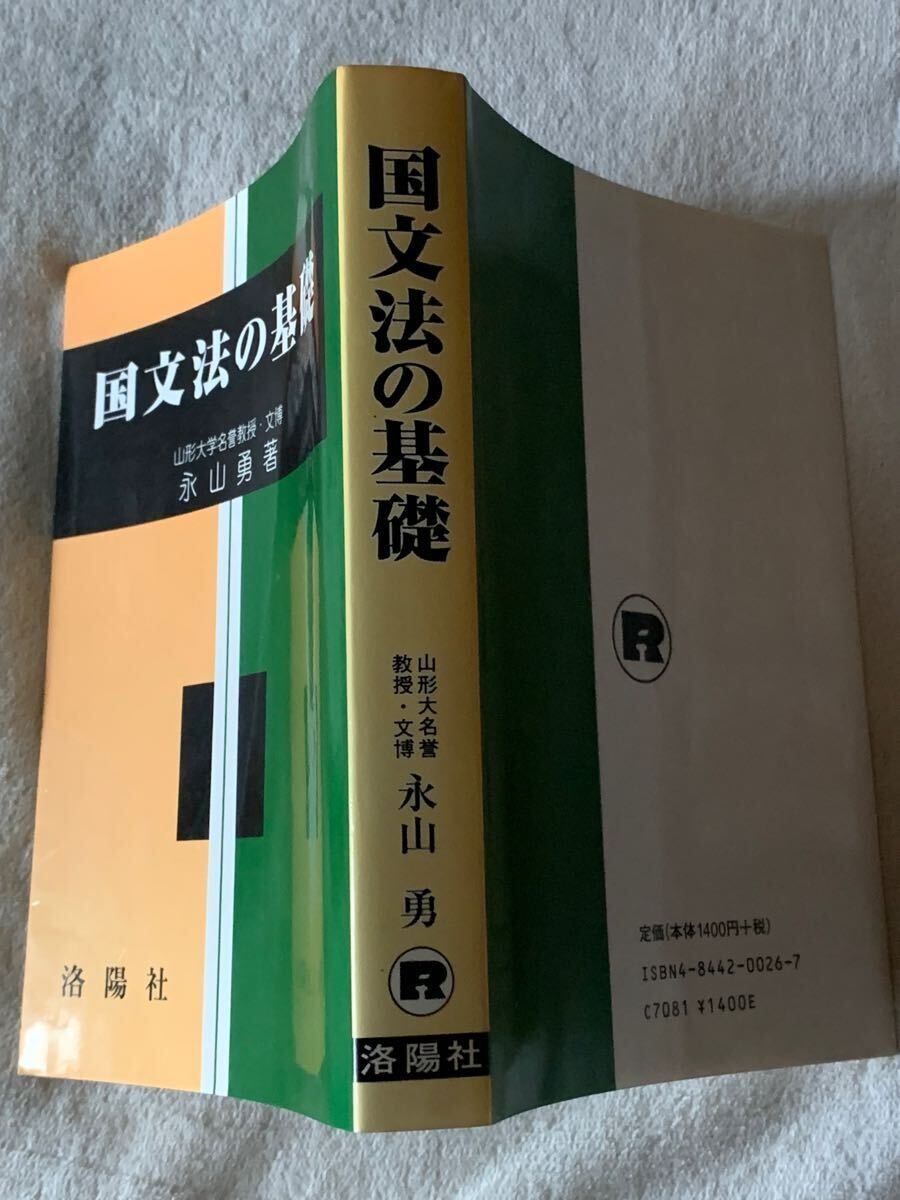 国文法の基礎
山形大学名誉教授・文博
永山勇著
洛陽社
国文法の基礎
山形大名誉
教授・文博
永山 勇
R
洛陽社
R
定価(本体1400円+税)
ISBN4-8442-0026-7
C7081 ¥1400E